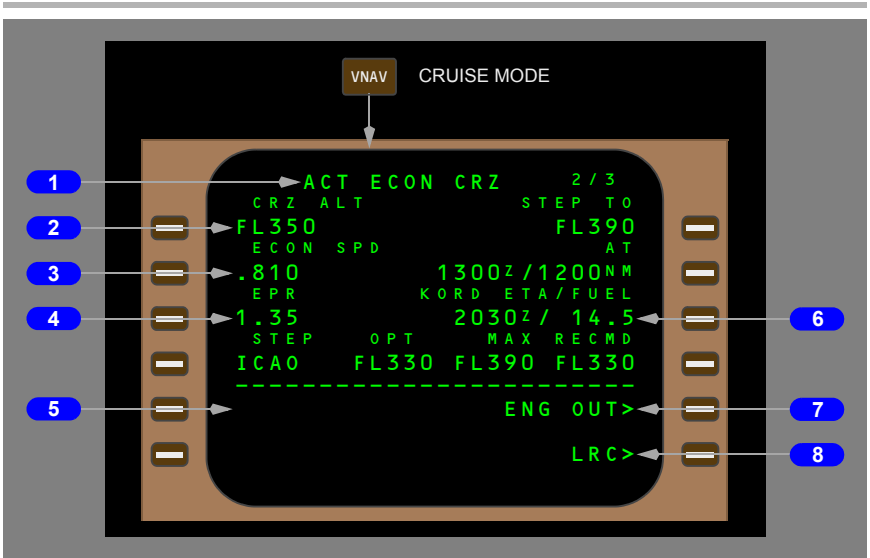 VNAV CRUISE MODE
1 ACT ECON CRZ 2/3
CRZ ALT STEP TO
2 FL350 FL390
ECON SPD AT
3 .810 1300Z/1200NM
EPR KORD ETA/FUEL
4 1.35 2030Z/ 14.5 6
STEP OPT MAX RECMD
ICAO FL330 FL390 FL330
------------------------
5 ENG OUT> 7
LRC> 8